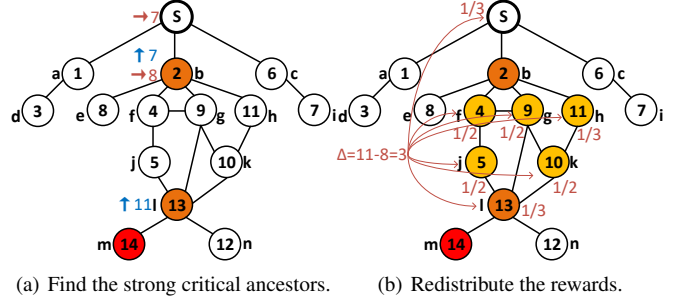 →7 S
↑7
a 1 →8 2 b 6 c
d 3 e 8 f 4 9 g 11 h 7 i
j 5 10 k
↑11 l 13
m 14 12 n
(a) Find the strong critical ancestors.
1/3 S
a 1 2 b 6 c
d 3 e 8 f 4 9 g 11 h 7 i
1/2 1/2 1/3
Δ=11-8=3 j 5 10 k
1/2 1/2
l 13 1/3
m 14 12 n
(b) Redistribute the rewards.